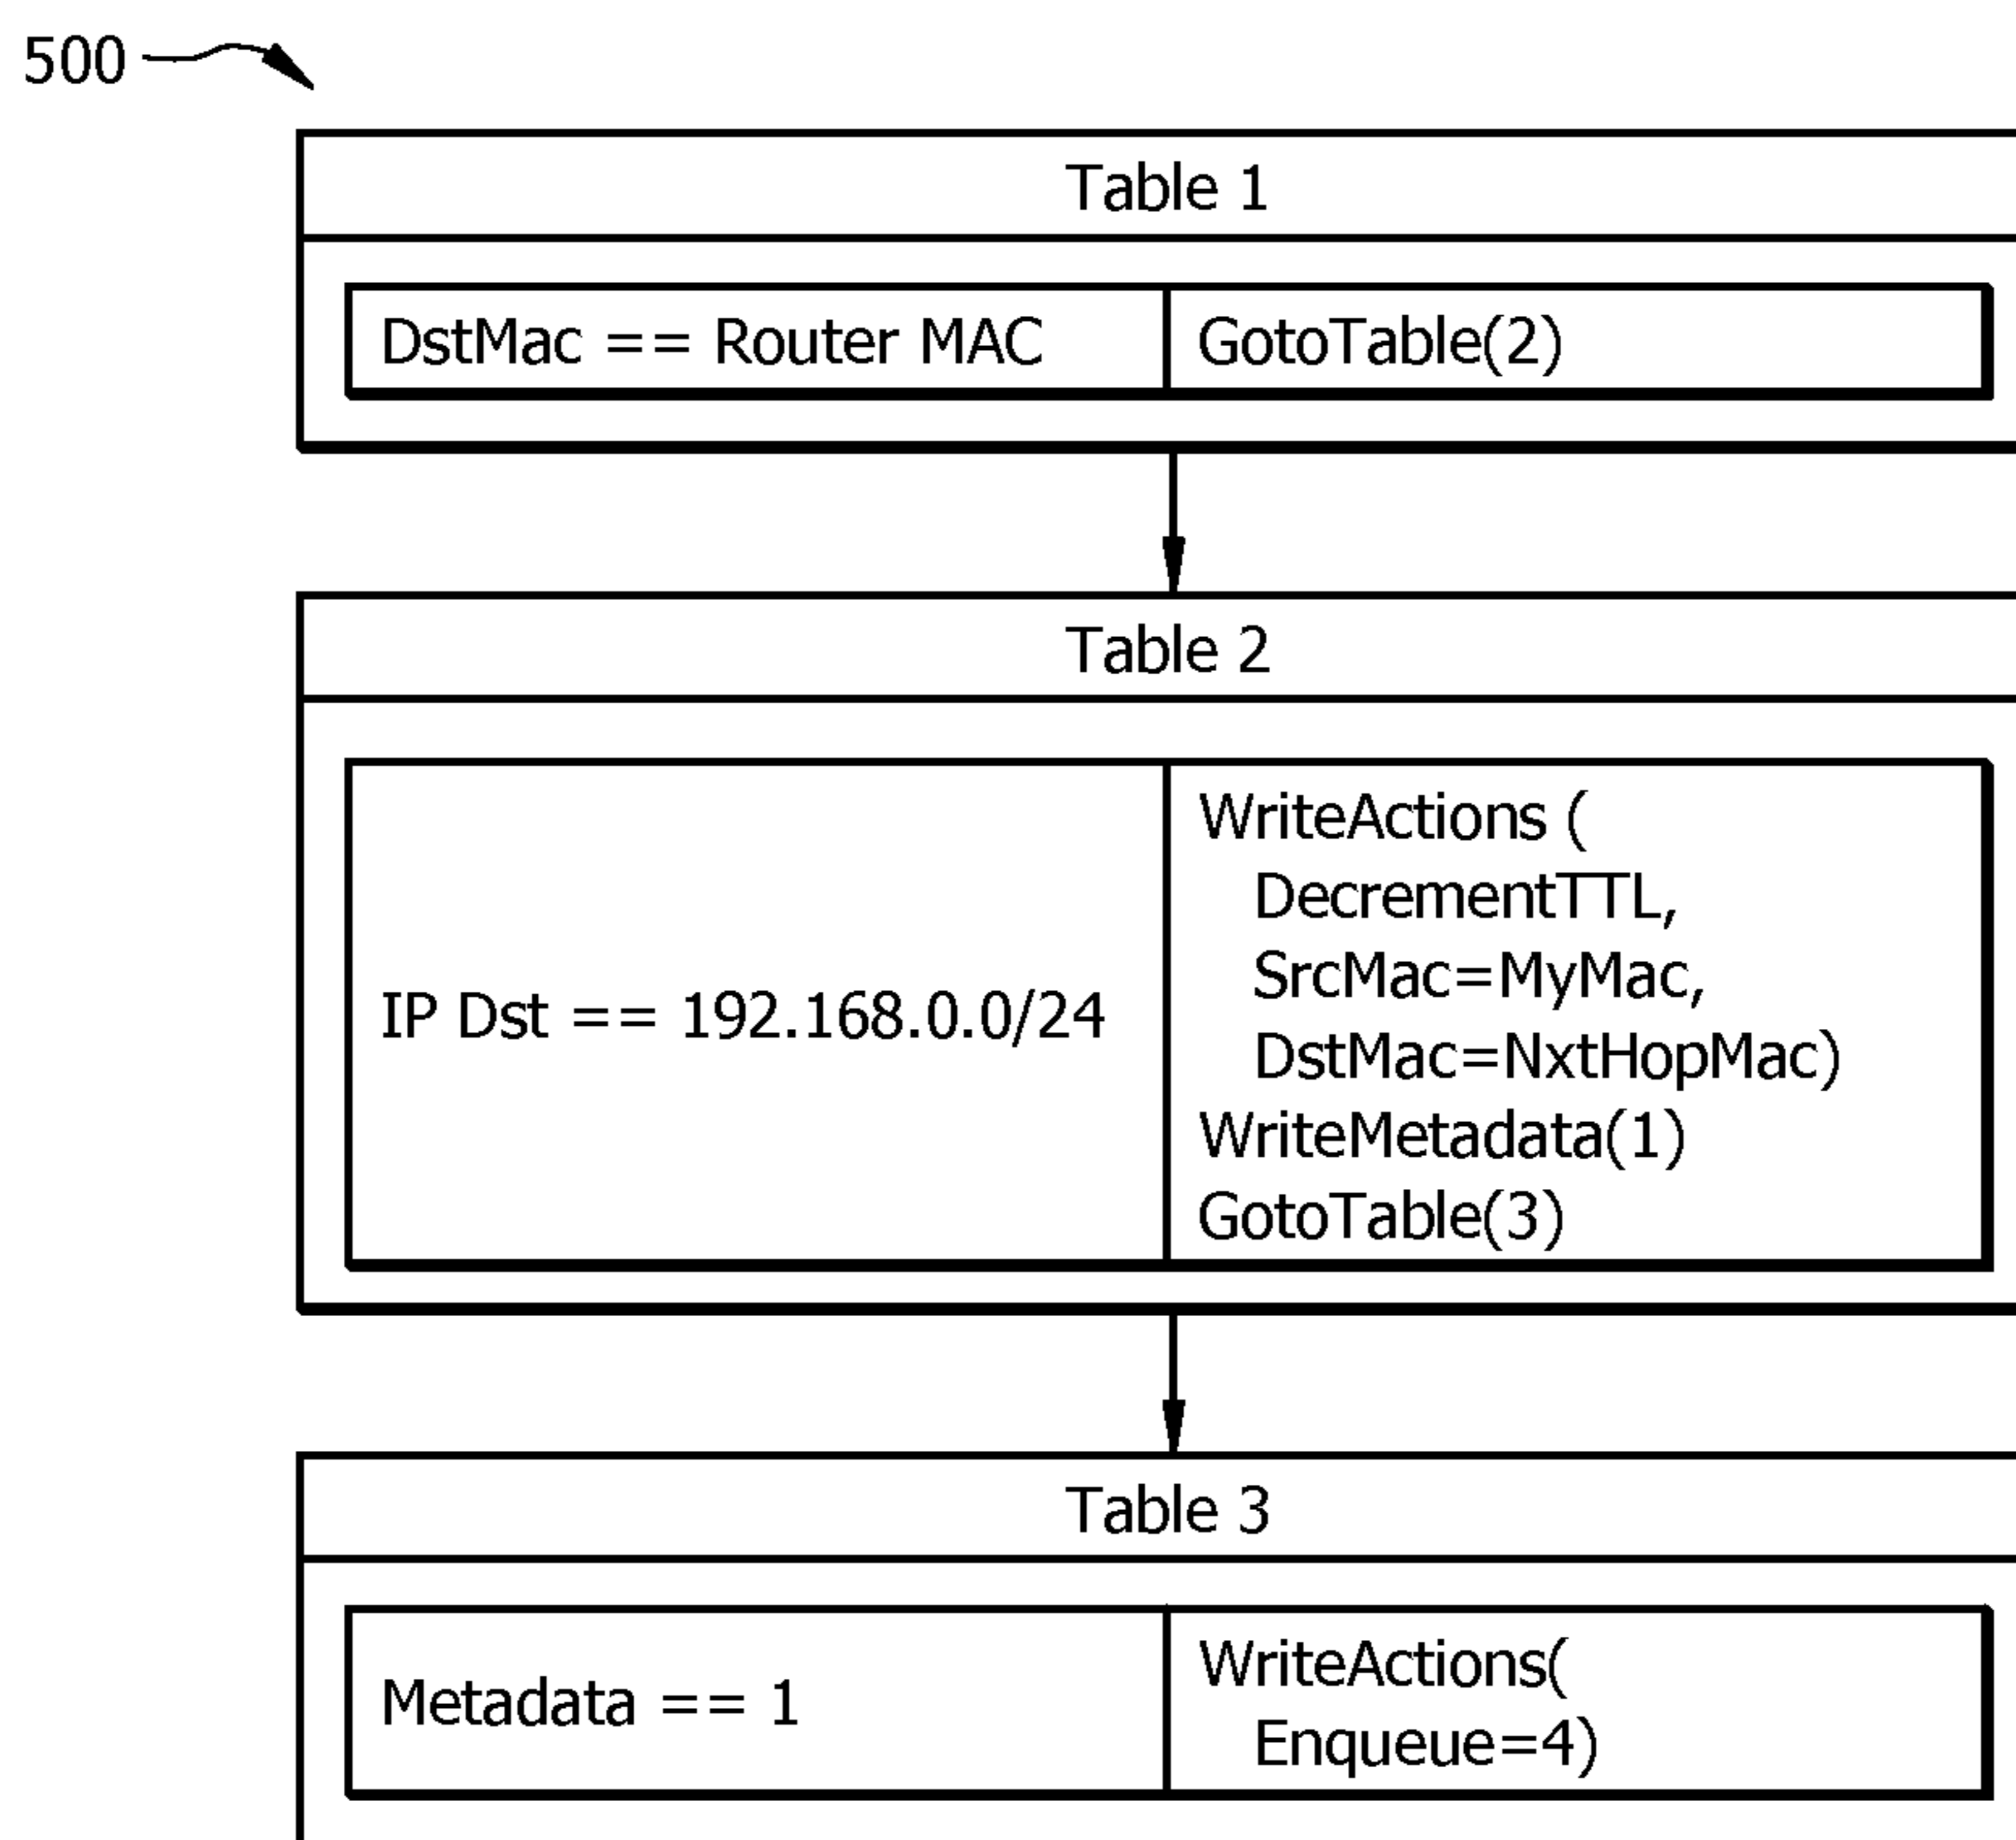 500
Table 1
DstMac == Router MAC
GotoTable(2)
Table 2
IP Dst == 192.168.0.0/24
WriteActions (
DecrementTTL,
SrcMac=MyMac,
DstMac=NxtHopMac)
WriteMetadata(1)
GotoTable(3)
Table 3
Metadata == 1
WriteActions(
Enqueue=4)